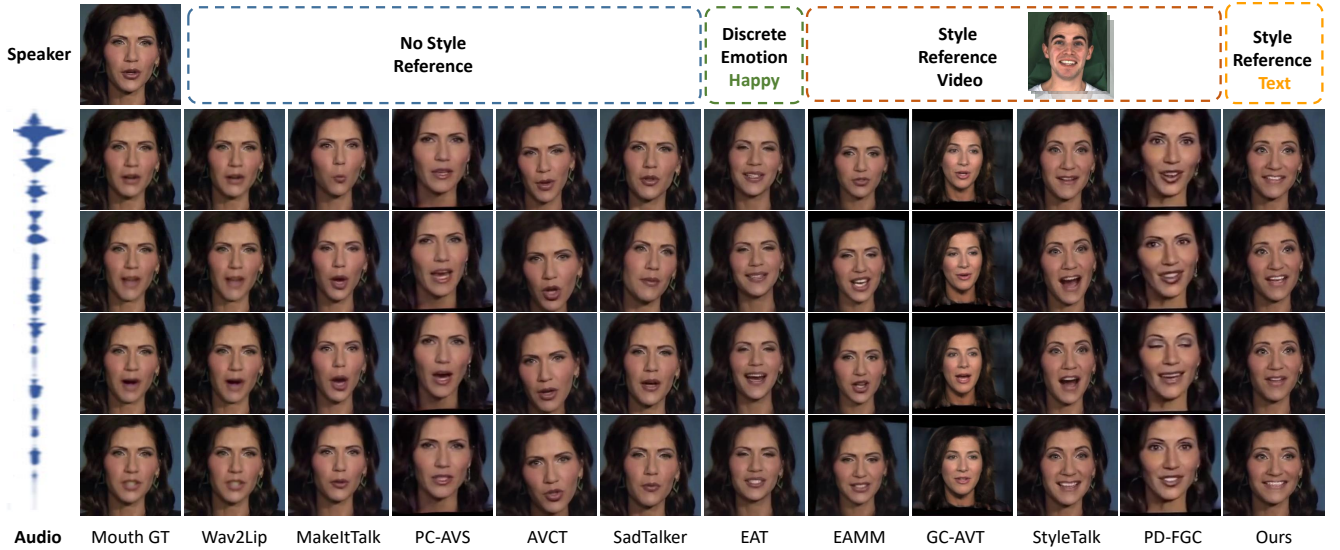 Speaker
No Style
Reference
Discrete
Emotion
Happy
Style
Reference
Video
Style
Reference
Text
Audio
Mouth GT
Wav2Lip
MakeItTalk
PC-AVS
AVCT
SadTalker
EAT
EAMM
GC-AVT
StyleTalk
PD-FGC
Ours